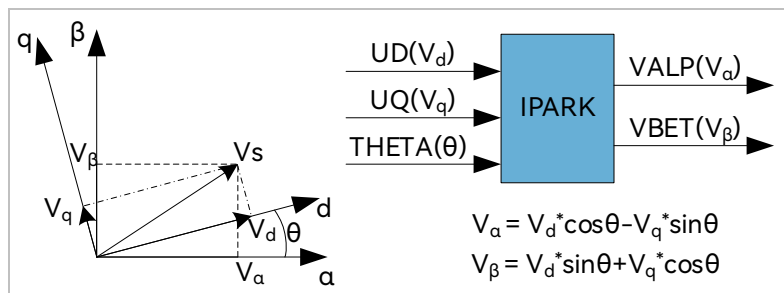 q
β
Vβ
Vs
Vq
d
Vd
θ
Vα
α
UD(Vd)
UQ(Vq)
THETA(θ)
IPARK
VALP(Vα)
VBET(Vβ)
Vα = Vd*cosθ–Vq*sinθ
Vβ = Vd*sinθ+Vq*cosθ